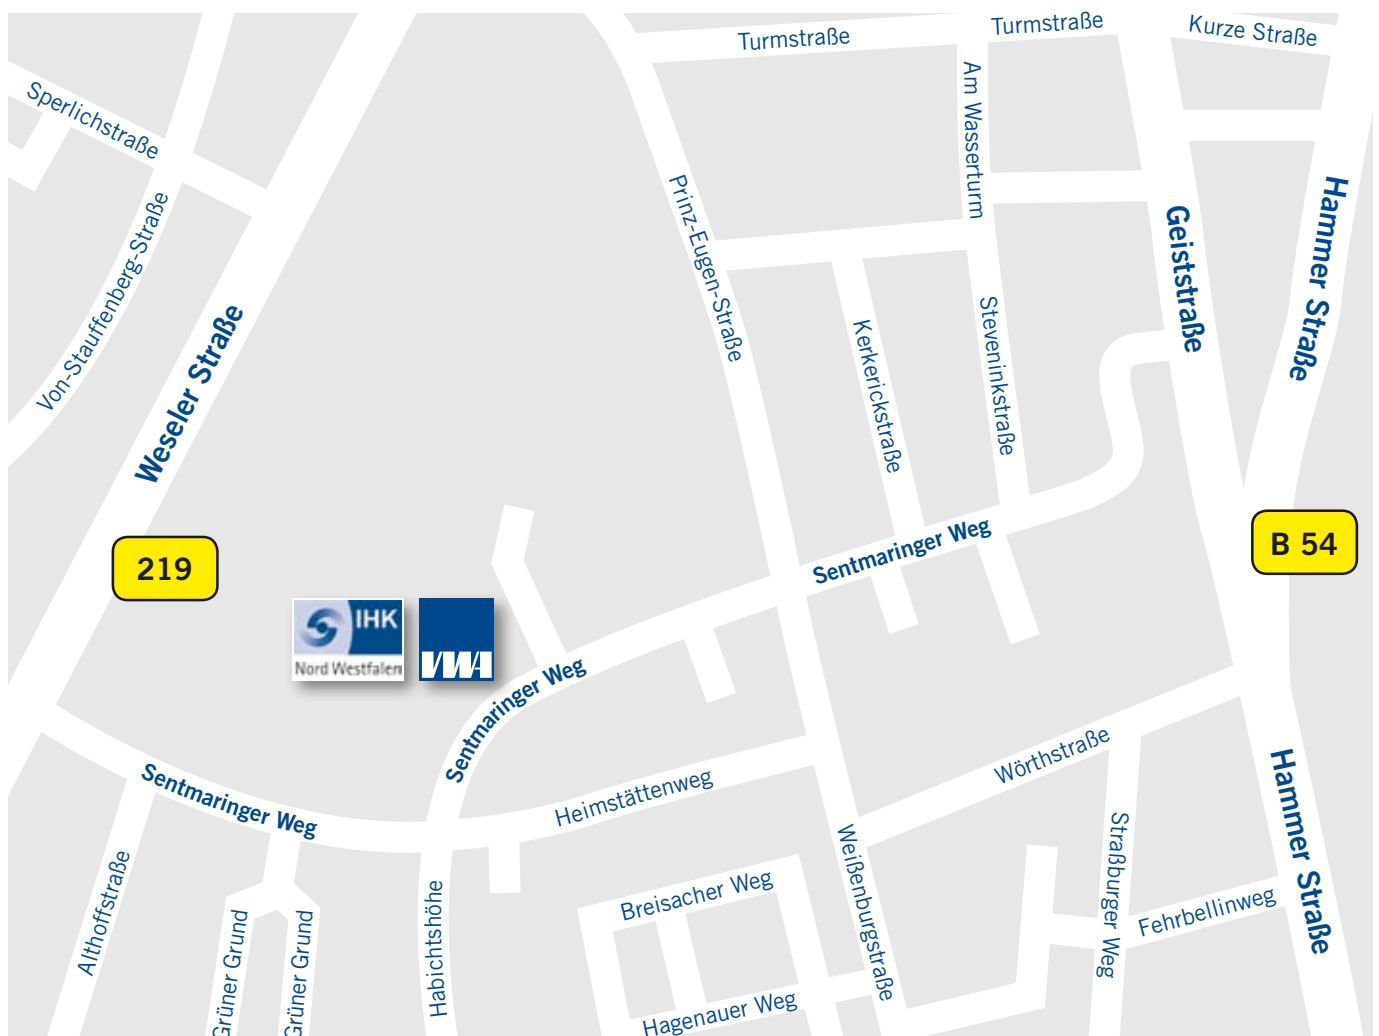 Turmstraße
Turmstraße
Kurze Straße
Sperlichstraße
Am Wasserturm
Prinz-Eugen-Straße
Hammer Straße
Geiststraße
Von-Stauffenberg-Straße
Weseler Straße
Steveninkstraße
Kerkerickstraße
219
B 54
Sentmaringer Weg
IHK
Nord Westfalen
VWA
Sentmaringer Weg
Sentmaringer Weg
Heimstättenweg
Wörthstraße
Hammer Straße
Straßburger Weg
Weißenburgstraße
Althoffstraße
Breisacher Weg
Fehrbellinweg
Habichtshöhe
Grüner Grund
Grüner Grund
Hagenauer Weg